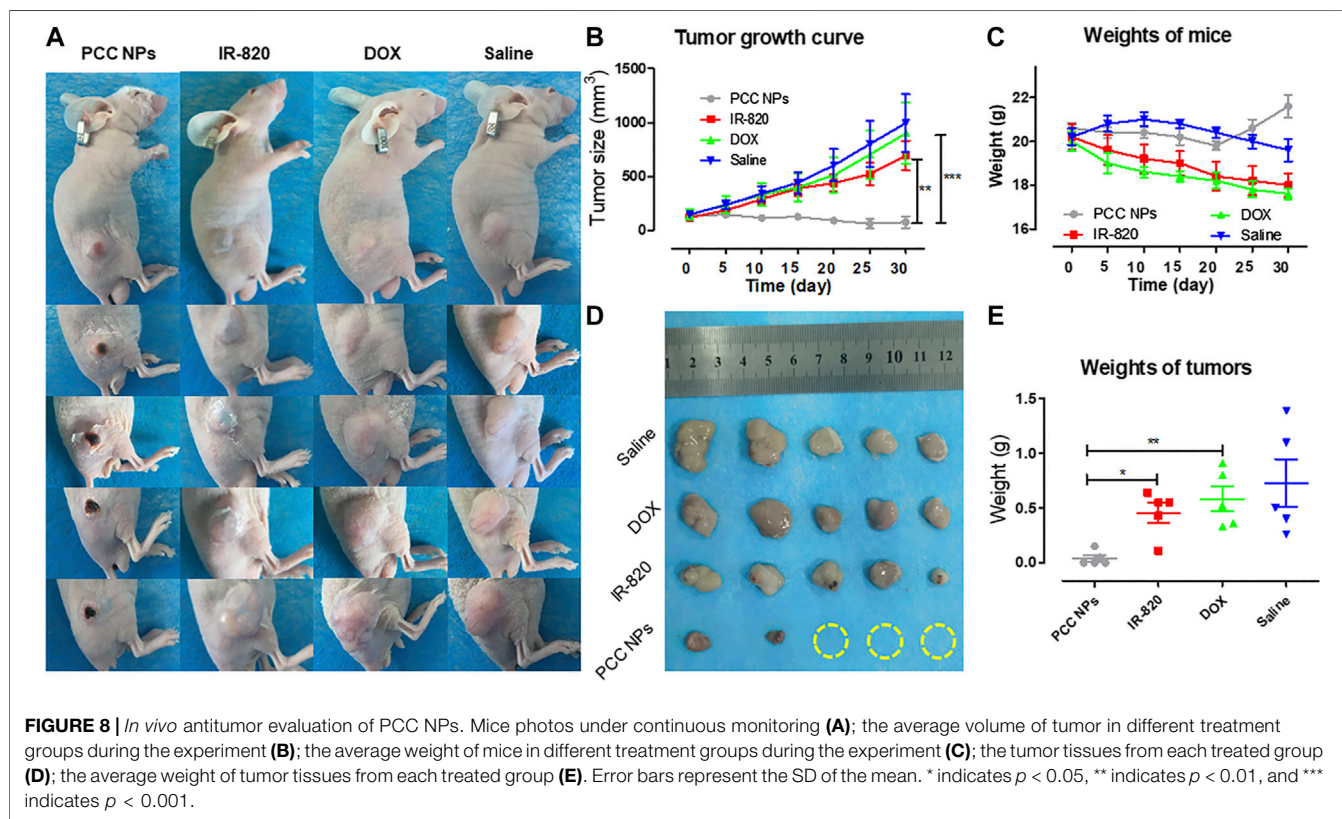 A
PCC NPs IR-820 DOX Saline
B Tumor growth curve
Tumor size (mm³)
1500
1000
500
0
PCC NPs
IR-820
DOX
Saline
**
***
0 5 10 15 20 25 30
Time (day)
C Weights of mice
Weight (g)
22
20
18
16
PCC NPs DOX
IR-820 Saline
0 5 10 15 20 25 30
Time (day)
D
1 2 3 4 5 6 7 8 9 10 11 12
Saline
DOX
IR-820
PCC NPs
E
Weights of tumors
Weight (g)
1.5
1.0
0.5
0.0
**
*
PCC NPs IR-820 DOX Saline
FIGURE 8 | In vivo antitumor evaluation of PCC NPs. Mice photos under continuous monitoring (A); the average volume of tumor in different treatment
groups during the experiment (B); the average weight of mice in different treatment groups during the experiment (C); the tumor tissues from each treated group
(D); the average weight of tumor tissues from each treated group (E). Error bars represent the SD of the mean. * indicates p < 0.05, ** indicates p < 0.01, and ***
indicates p < 0.001.